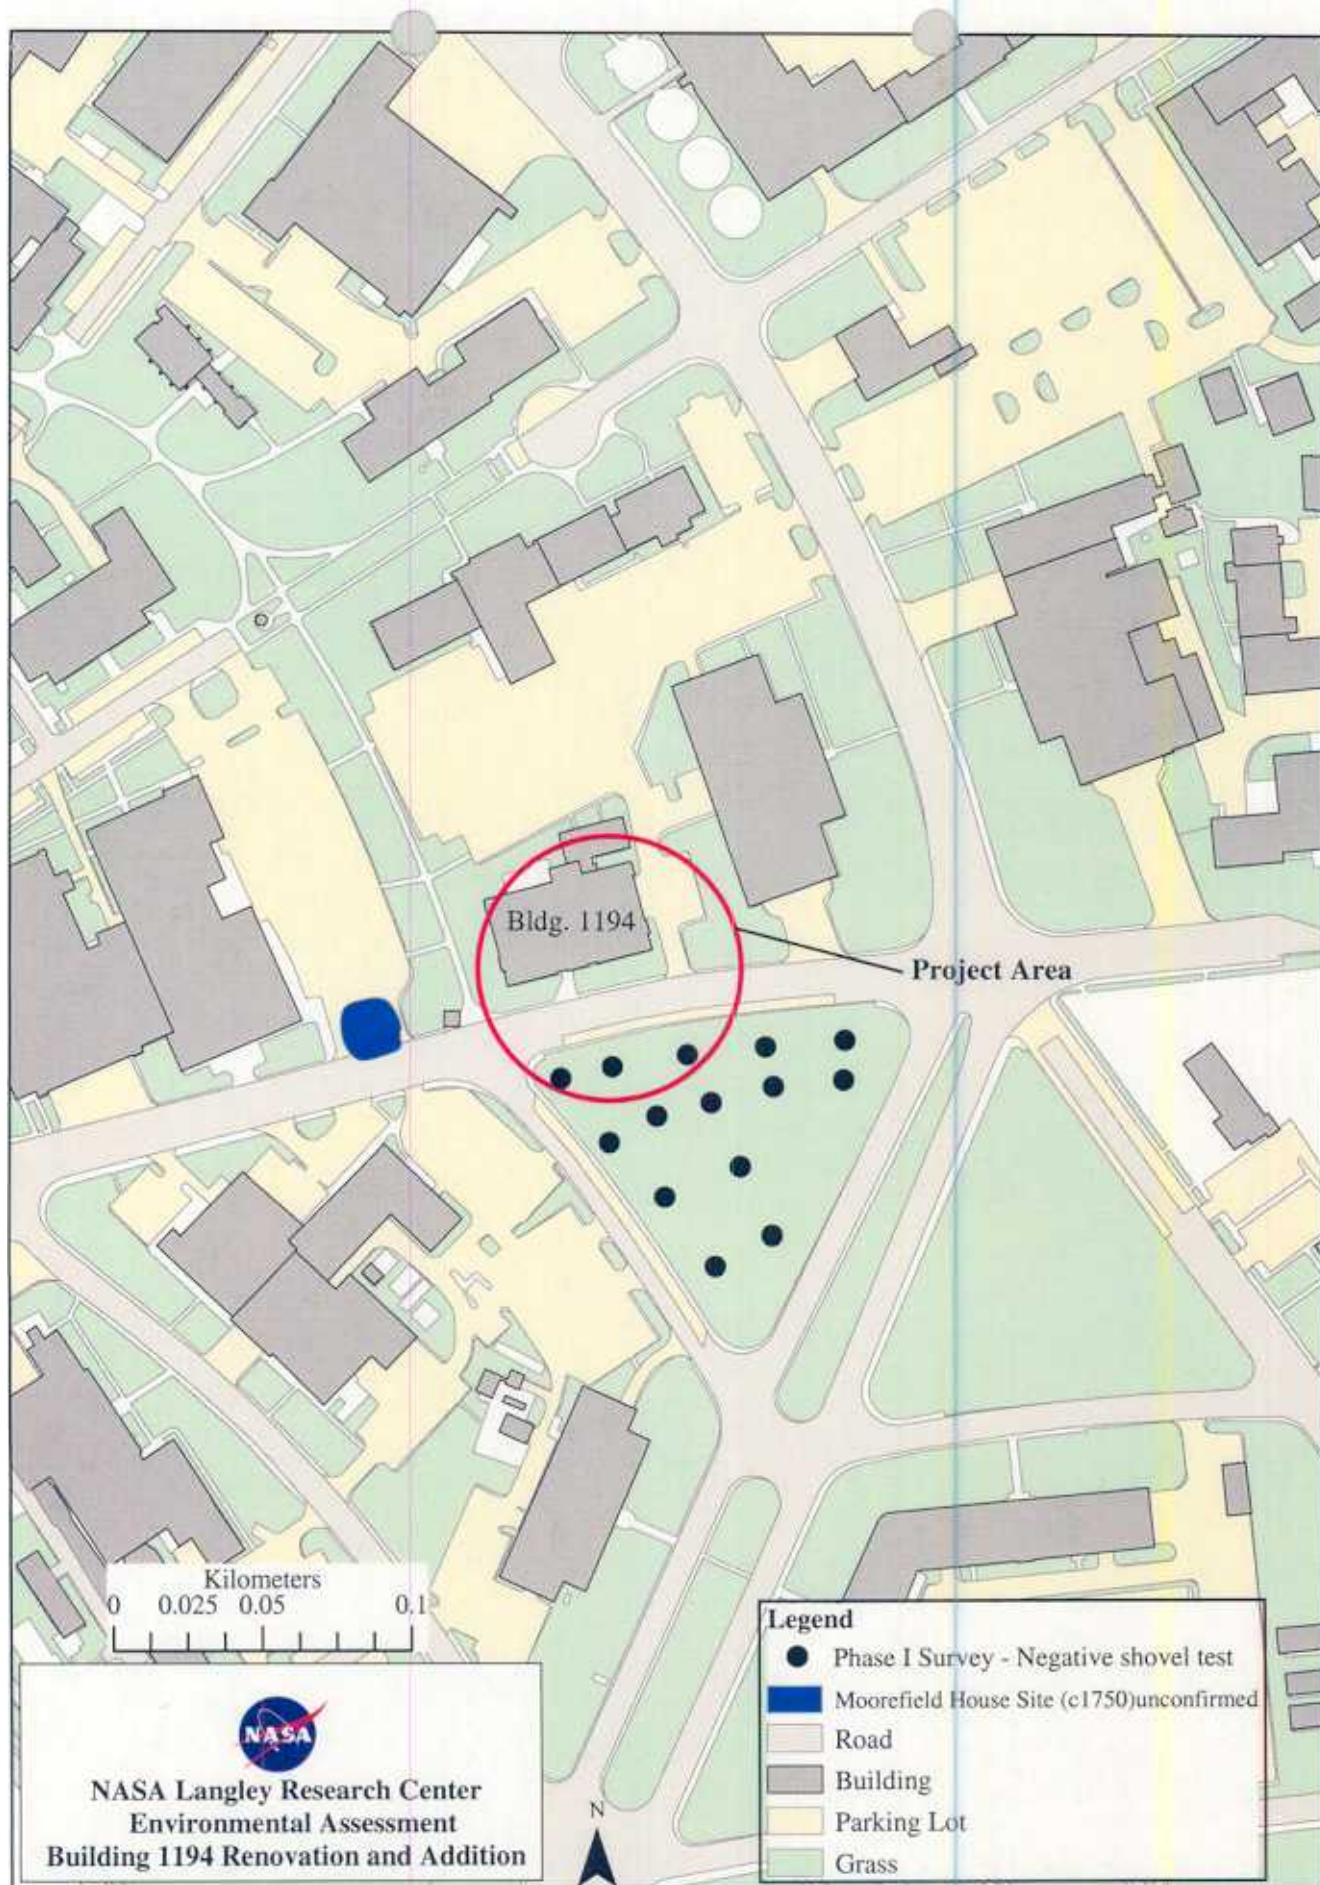 Bldg. 1194
Project Area
Kilometers
0 0.025 0.05 0.1
NASA
NASA Langley Research Center
Environmental Assessment
Building 1194 Renovation and Addition
N
Legend
Phase I Survey - Negative shovel test
Moorefield House Site (c1750)unconfirmed
Road
Building
Parking Lot
Grass